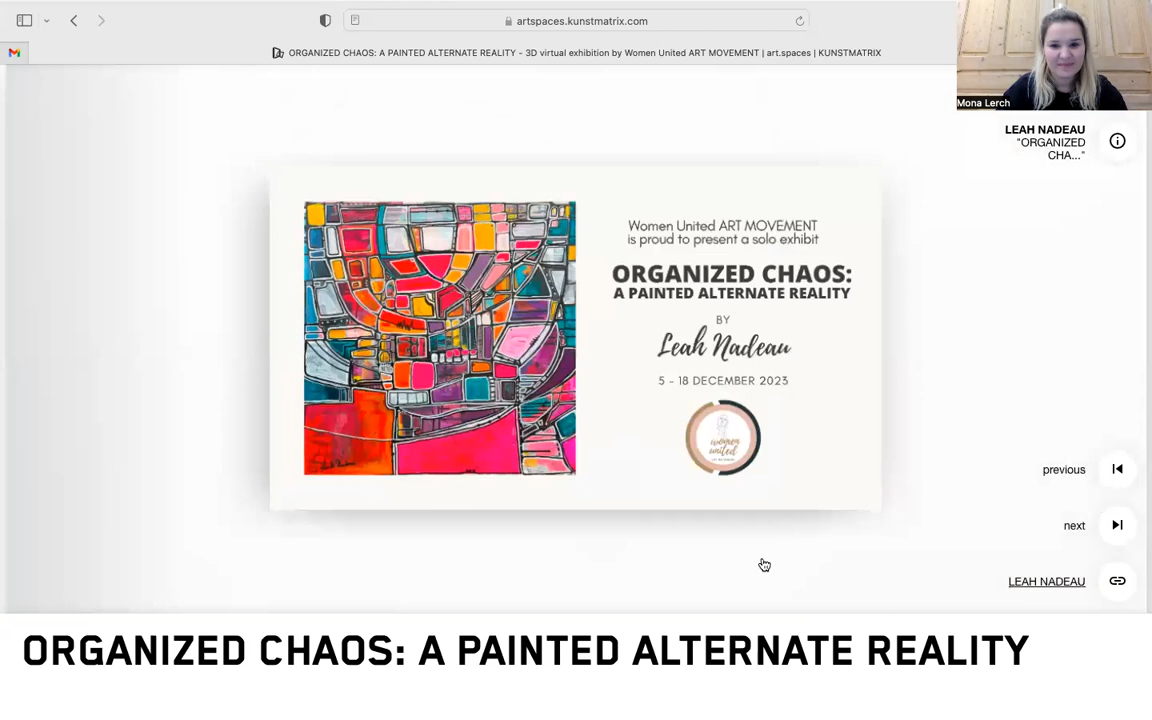 artspaces.kunstmatrix.com
ORGANIZED CHAOS: A PAINTED ALTERNATE REALITY - 3D virtual exhibition by Women United ART MOVEMENT | art.spaces | KUNSTMATRIX
Mona Lerch
LEAH NADEAU
"ORGANIZED
CHA..."
Women United ART MOVEMENT
is proud to present a solo exhibit
ORGANIZED CHAOS:
A PAINTED ALTERNATE REALITY
BY
Leah Nadeau
5 - 18 DECEMBER 2023
women
united
previous
next
LEAH NADEAU
ORGANIZED CHAOS: A PAINTED ALTERNATE REALITY